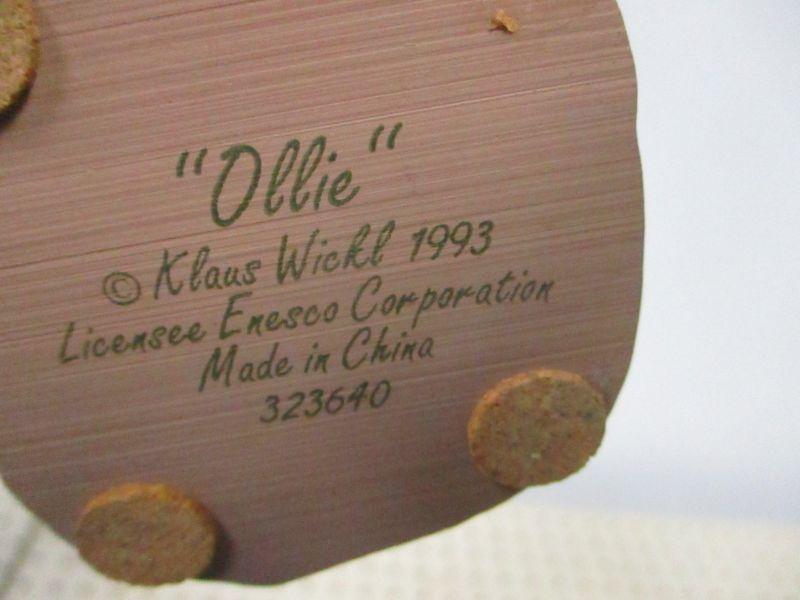 "Ollie"
© Klaus Wickl 1993
Licensee Enesco Corporation
Made in China
323640